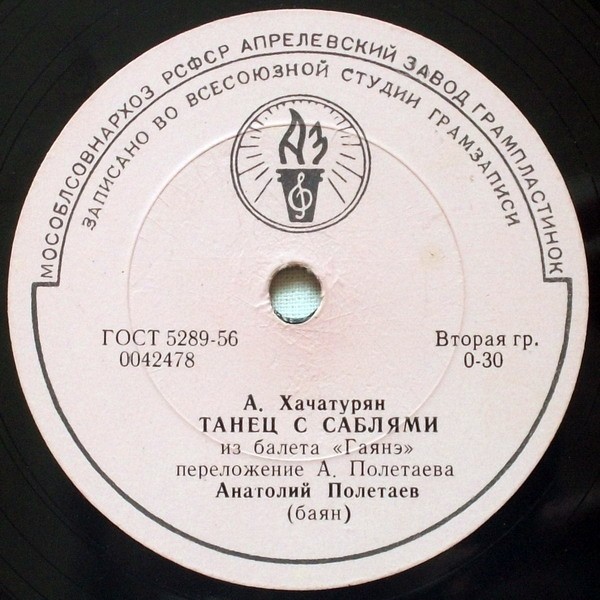 МОСОБЛСОВНАРХОЗ РСФСР АПРЕЛЕВСКИЙ ЗАВОД ГРАМПЛАСТИНОК
ЗАПИСАНО ВО ВСЕСОЮЗНОЙ СТУДИИ ГРАМЗАПИСИ
АЗ
ГОСТ 5289-56
0042478
Вторая гр.
0-30
А. Хачатурян
ТАНЕЦ С САБЛЯМИ
из балета «Гаянэ»
переложение А. Полетаева
Анатолий Полетаев
(баян)